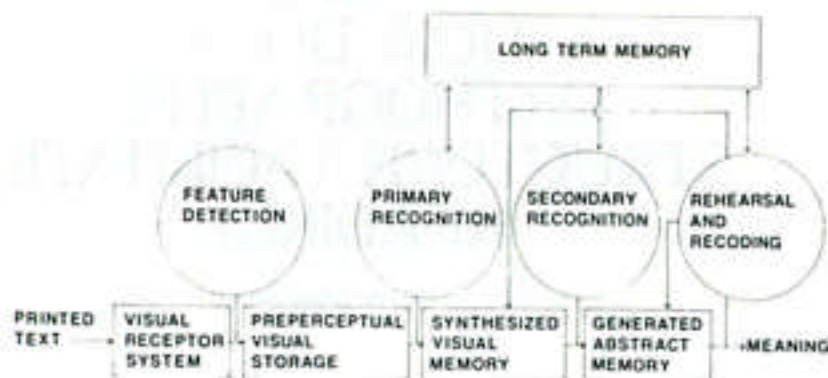 LONG TERM MEMORY
FEATURE
DETECTION
PRIMARY
RECOGNITION
SECONDARY
RECOGNITION
REHEARSAL
AND
RECODING
PRINTED
TEXT
VISUAL
RECEPTOR
SYSTEM
PREPERCEPTUAL
VISUAL
STORAGE
SYNTHESIZED
VISUAL
MEMORY
GENERATED
ABSTRACT
MEMORY
MEANING